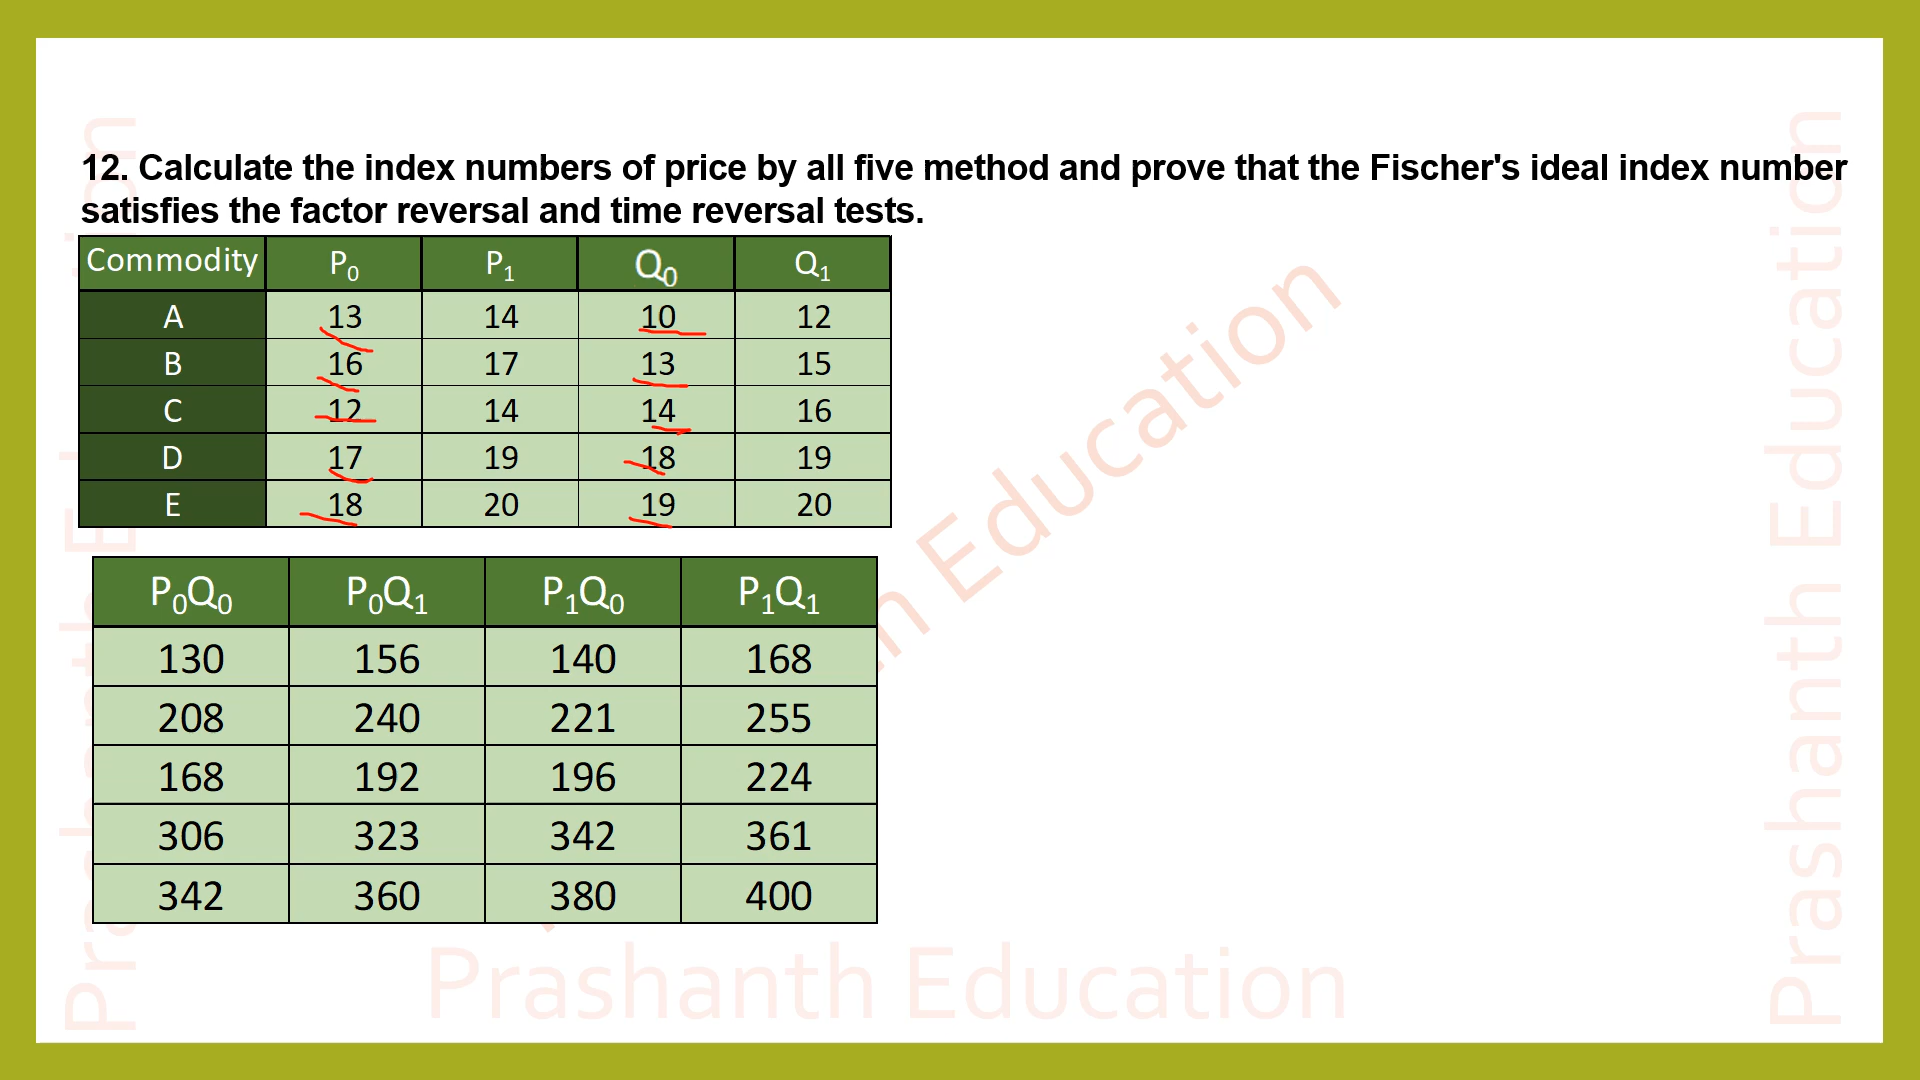 12. Calculate the index numbers of price by all five method and prove that the Fischer's ideal index number
satisfies the factor reversal and time reversal tests.
Commodity P₀ P₁ Q₀ Q₁
A 13 14 10 12
B 16 17 13 15
C 12 14 14 16
D 17 19 18 19
E 18 20 19 20
P₀Q₀ P₀Q₁ P₁Q₀ P₁Q₁
130 156 140 168
208 240 221 255
168 192 196 224
306 323 342 361
342 360 380 400
Prashanth Education
Prashanth Education